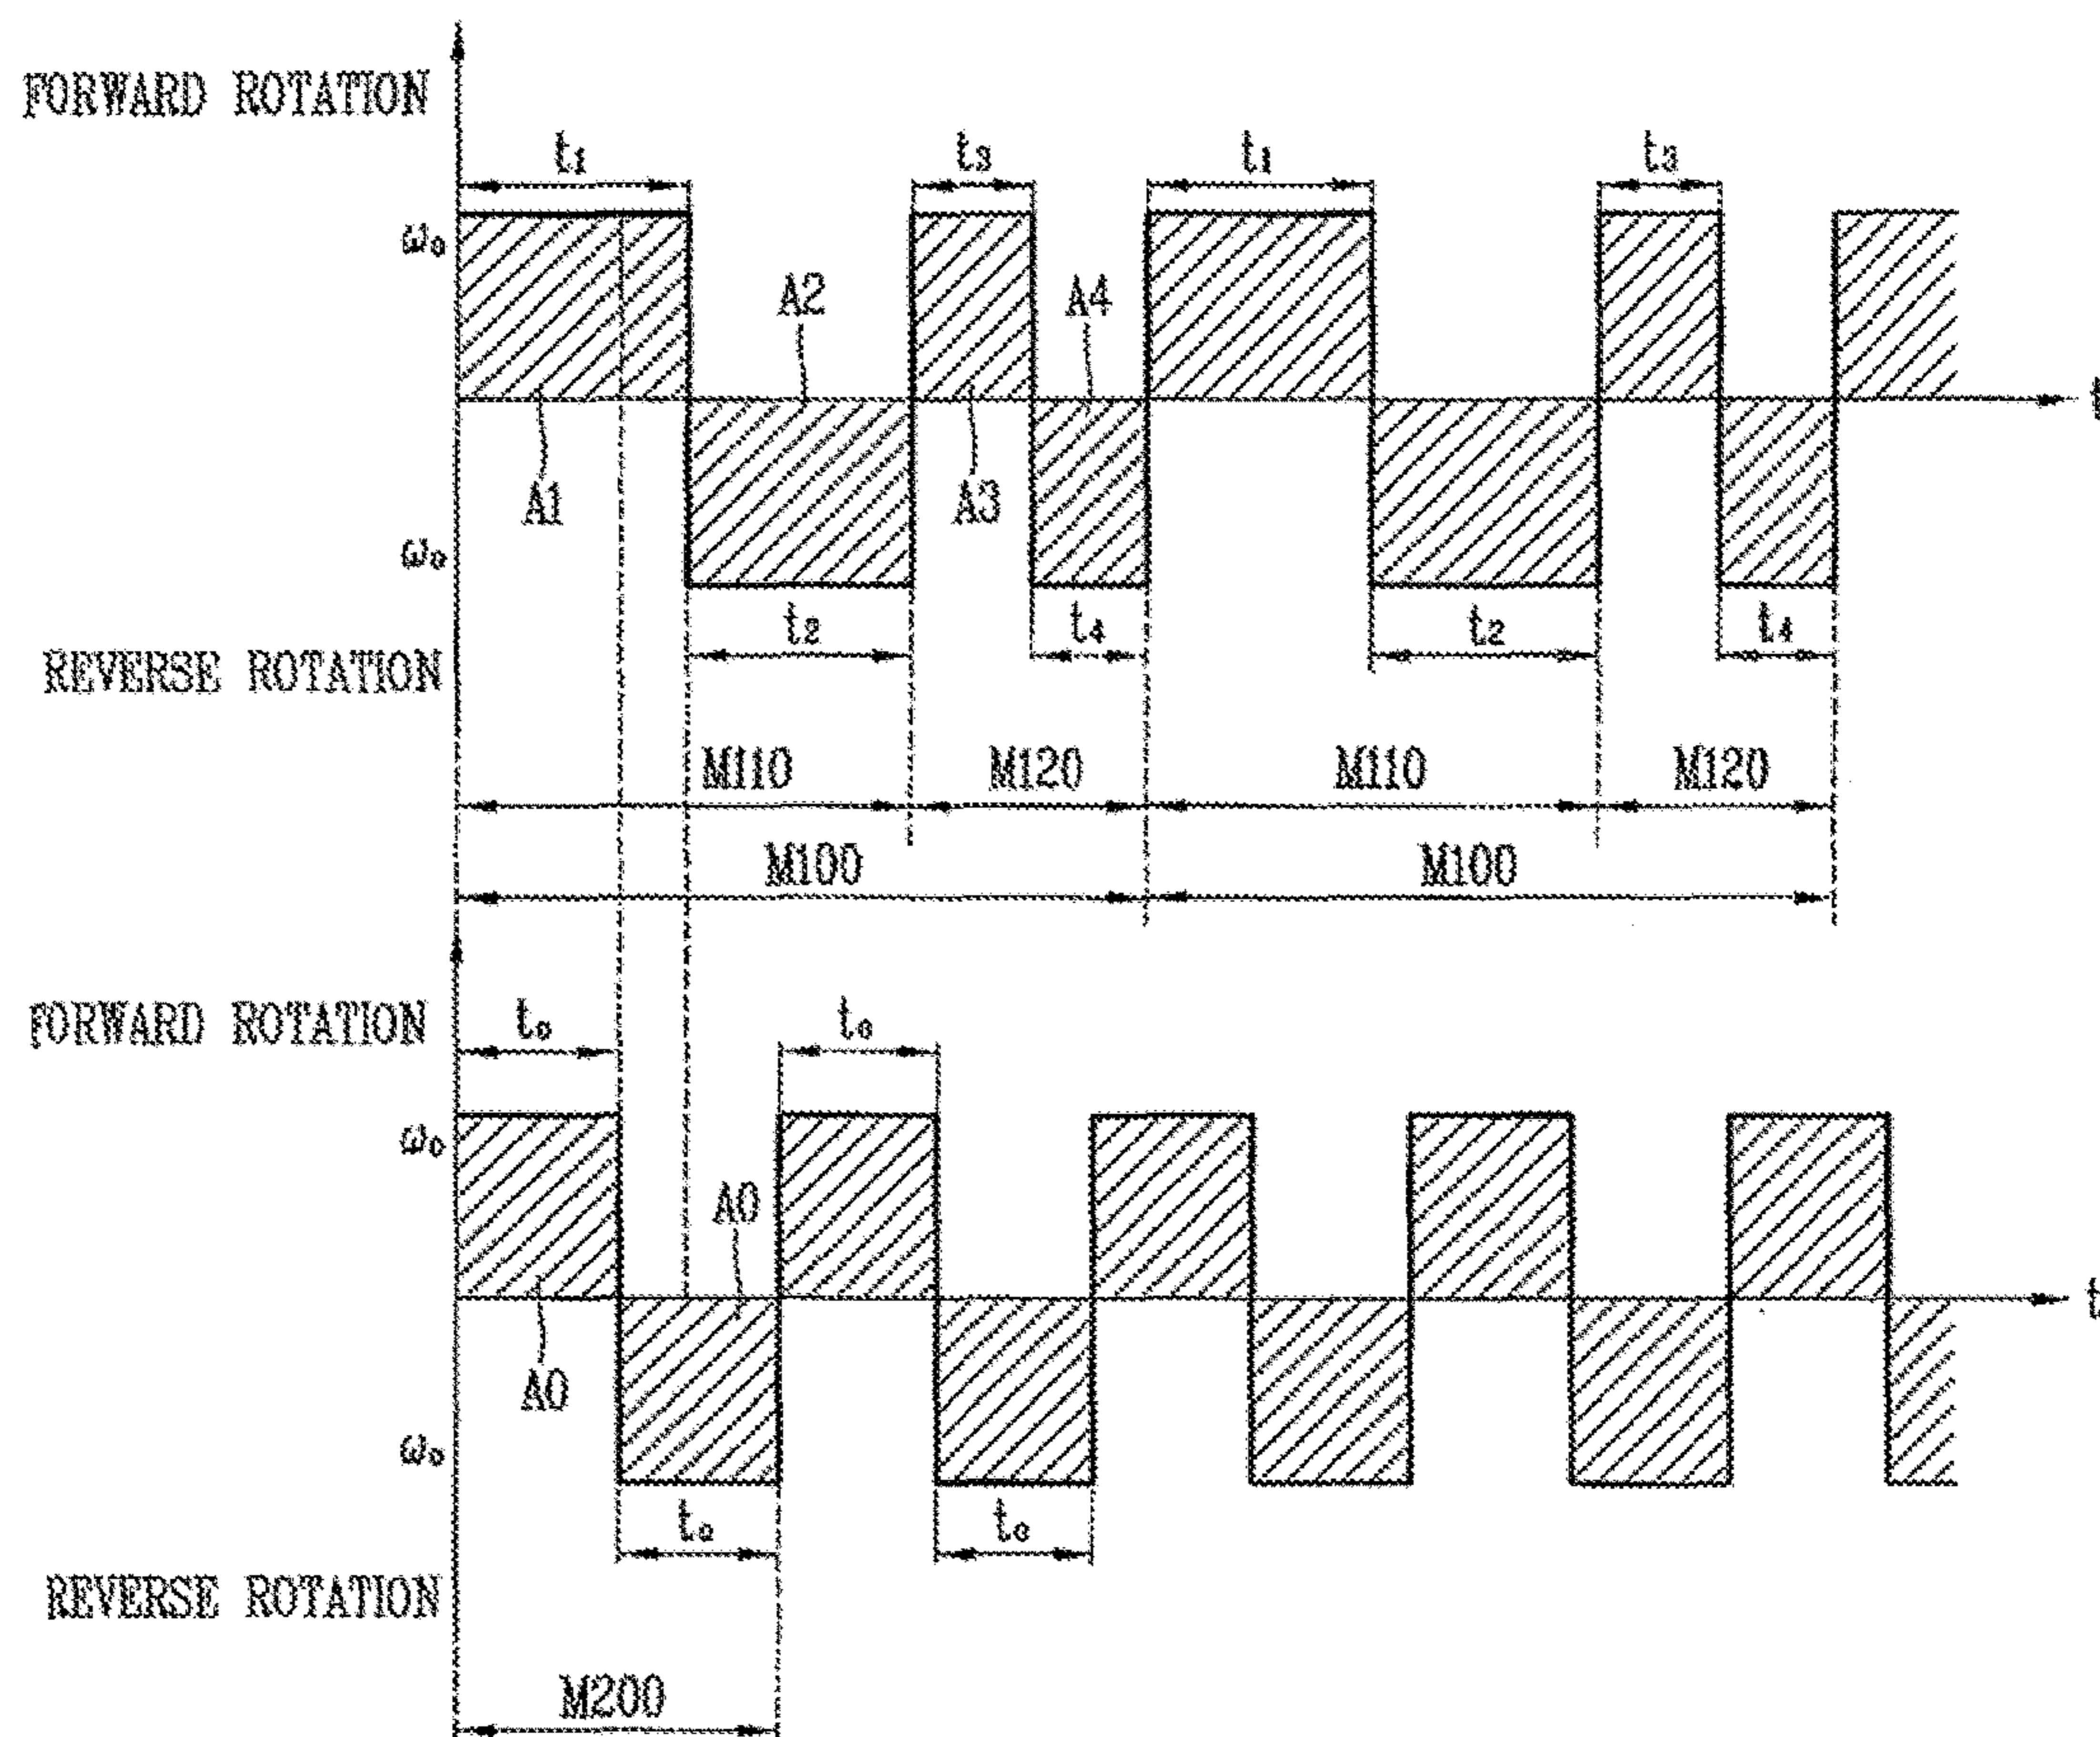 FORWARD ROTATION
t₁ t₃ t₁ t₃
ω₀
A2 A4
t
A1 A3
ω₀
t₂ t₄ t₂ t₄
REVERSE ROTATION
M110 M120 M110 M120
M100 M100
FORWARD ROTATION
t₀ t₀
ω₀
A0
t
A0
ω₀
t₀ t₀
REVERSE ROTATION
M200